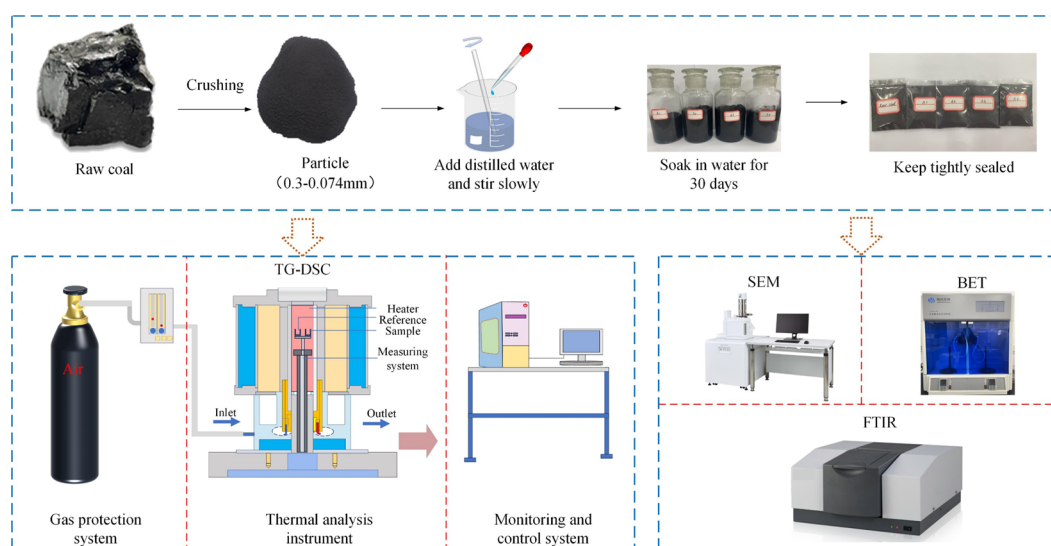 Raw coal
Crushing
Particle
(0.3-0.074mm)
Add distilled water
and stir slowly
Soak in water for
30 days
Keep tightly sealed
TG-DSC
Heater
Reference
Sample
Measuring
system
Air
Inlet
Outlet
Gas protection
system
Thermal analysis
instrument
Monitoring and
control system
SEM
BET
FTIR